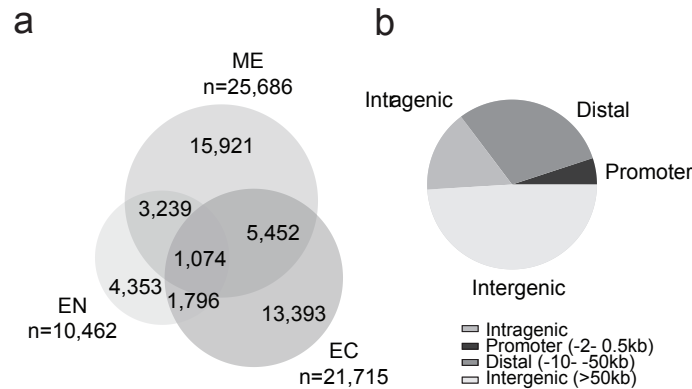 a
b
ME
n=25,686
15,921
3,239
5,452
1,074
4,353
1,796
13,393
EN
n=10,462
EC
n=21,715
Intragenic
Distal
Promoter
Intergenic
Intragenic
Promoter (-2- 0.5kb)
Distal (-10- -50kb)
Intergenic (>50kb)